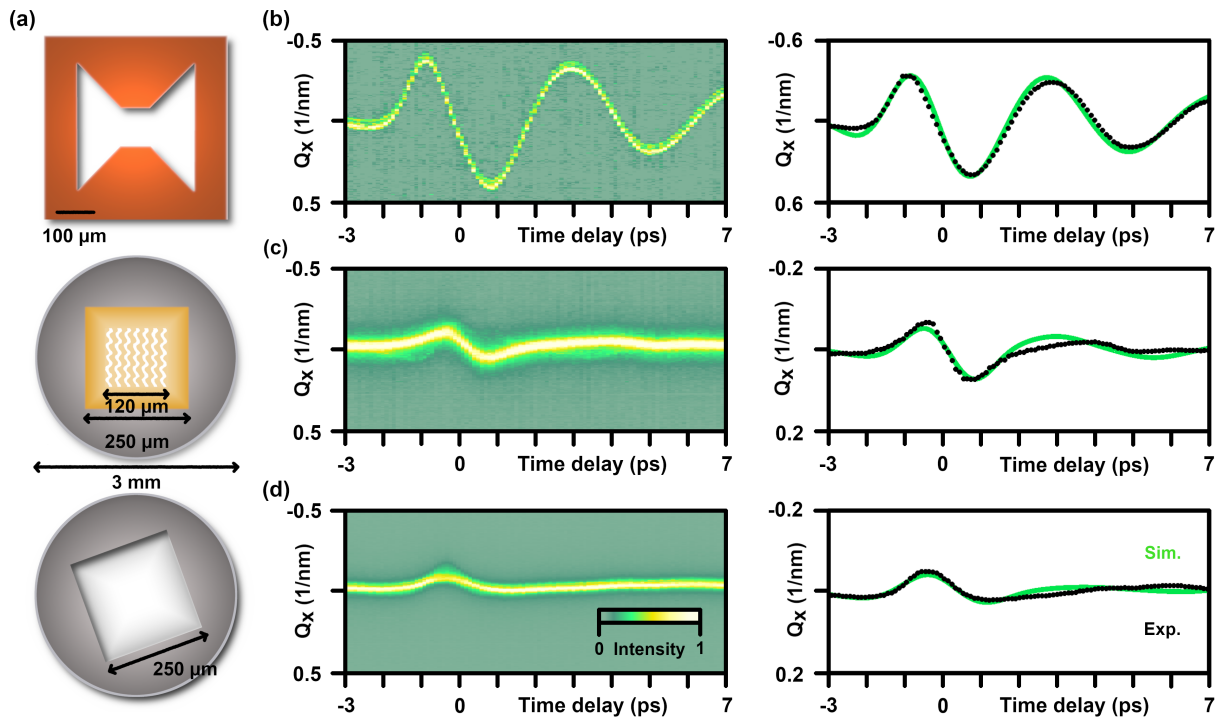 (a)
100 µm
120 µm
250 µm
3 mm
250 µm
(b)
-0.5
Qx (1/nm)
0.5
-3 0 Time delay (ps) 7
-0.6
Qx (1/nm)
0.6
-3 0 Time delay (ps) 7
(c)
-0.5
Qx (1/nm)
0.5
-3 0 Time delay (ps) 7
-0.2
Qx (1/nm)
0.2
-3 0 Time delay (ps) 7
(d)
-0.5
Qx (1/nm)
0.5
0 Intensity 1
-3 0 Time delay (ps) 7
-0.2
Qx (1/nm)
0.2
Sim.
Exp.
-3 0 Time delay (ps) 7